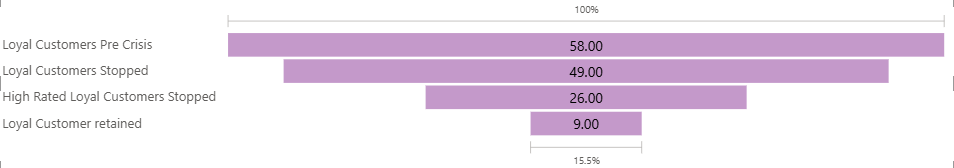 100%
Loyal Customers Pre Crisis 58.00
Loyal Customers Stopped 49.00
High Rated Loyal Customers Stopped 26.00
Loyal Customer retained 9.00
15.5%